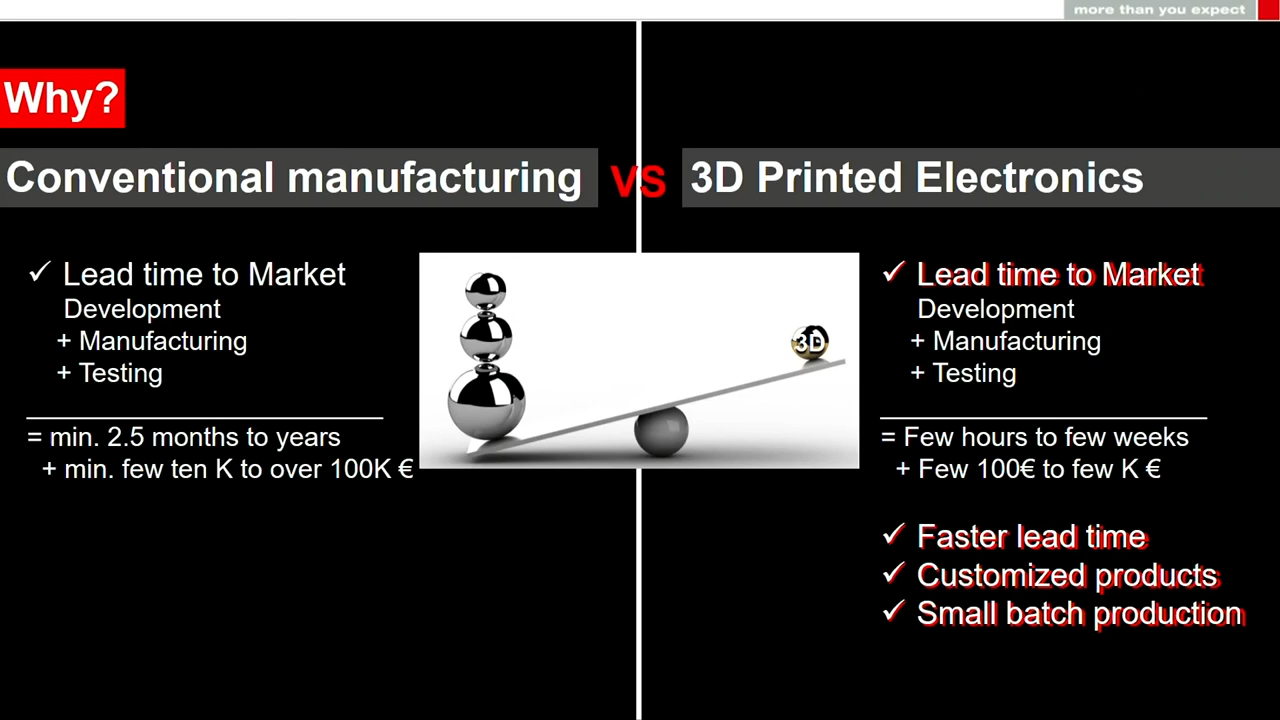 more than you expect
Why?
Conventional manufacturing
VS
3D Printed Electronics
✓ Lead time to Market
Development
+ Manufacturing
+ Testing
= min. 2.5 months to years
+ min. few ten K to over 100K €
3D
✓ Lead time to Market
Development
+ Manufacturing
+ Testing
= Few hours to few weeks
+ Few 100€ to few K €
✓ Faster lead time
✓ Customized products
✓ Small batch production